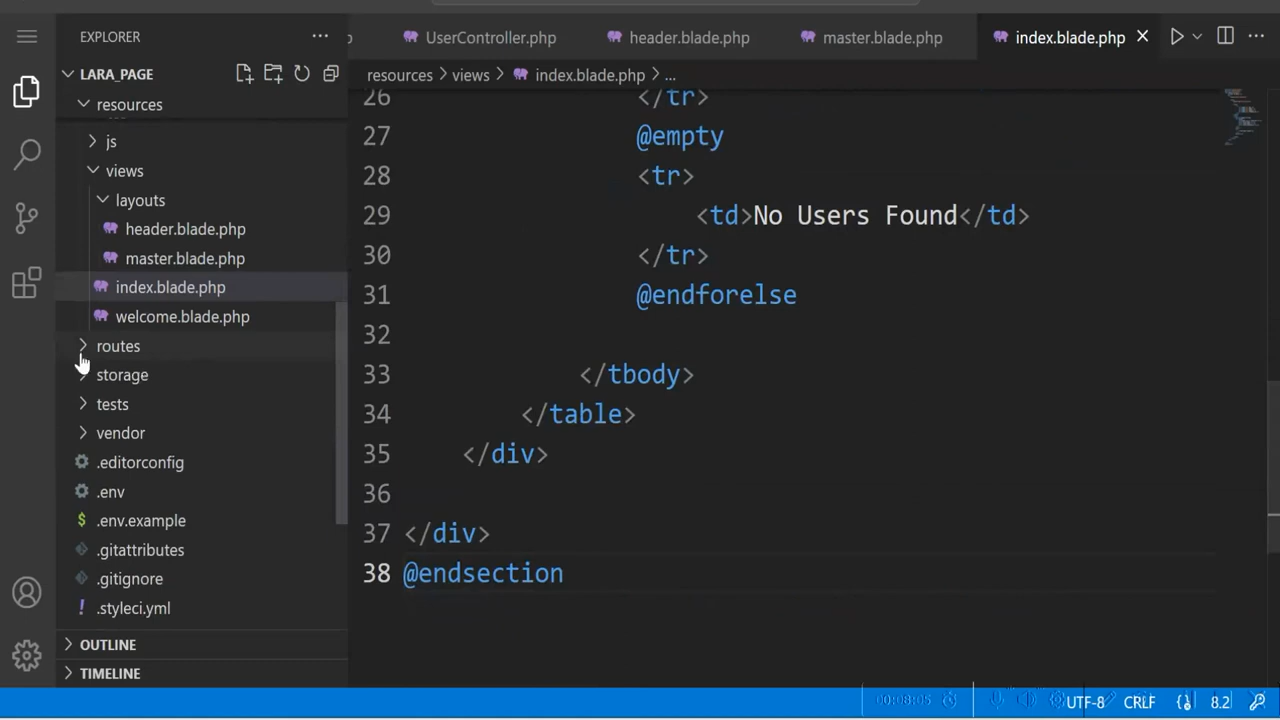 EXPLORER
LARA_PAGE
resources
js
views
layouts
header.blade.php
master.blade.php
index.blade.php
welcome.blade.php
routes
storage
tests
vendor
.editorconfig
.env
$ .env.example
.gitattributes
.gitignore
! .styleci.yml
OUTLINE
TIMELINE
p UserController.php header.blade.php master.blade.php index.blade.php
resources > views > index.blade.php > ...
26 </tr>
27 @empty
28 <tr>
29 <td>No Users Found</td>
30 </tr>
31 @endforelse
32
33 </tbody>
34 </table>
35 </div>
36
37 </div>
38 @endsection
00:08:05 UTF-8 CRLF 8.2